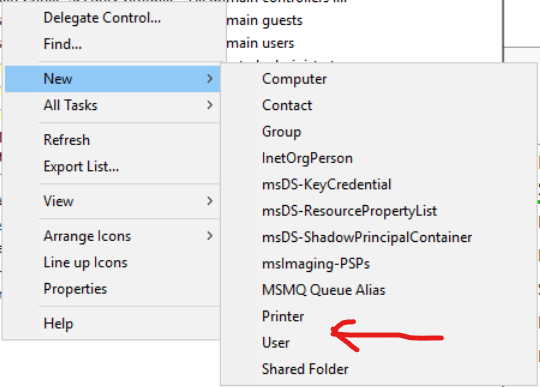 Delegate Control...
main guests
Find...
main users
New
All Tasks
Refresh
Export List...
View
Arrange Icons
Line up Icons
Properties
Help
Computer
Contact
Group
InetOrgPerson
msDS-KeyCredential
msDS-ResourcePropertyList
msDS-ShadowPrincipalContainer
msImaging-PSPs
MSMQ Queue Alias
Printer
User
Shared Folder